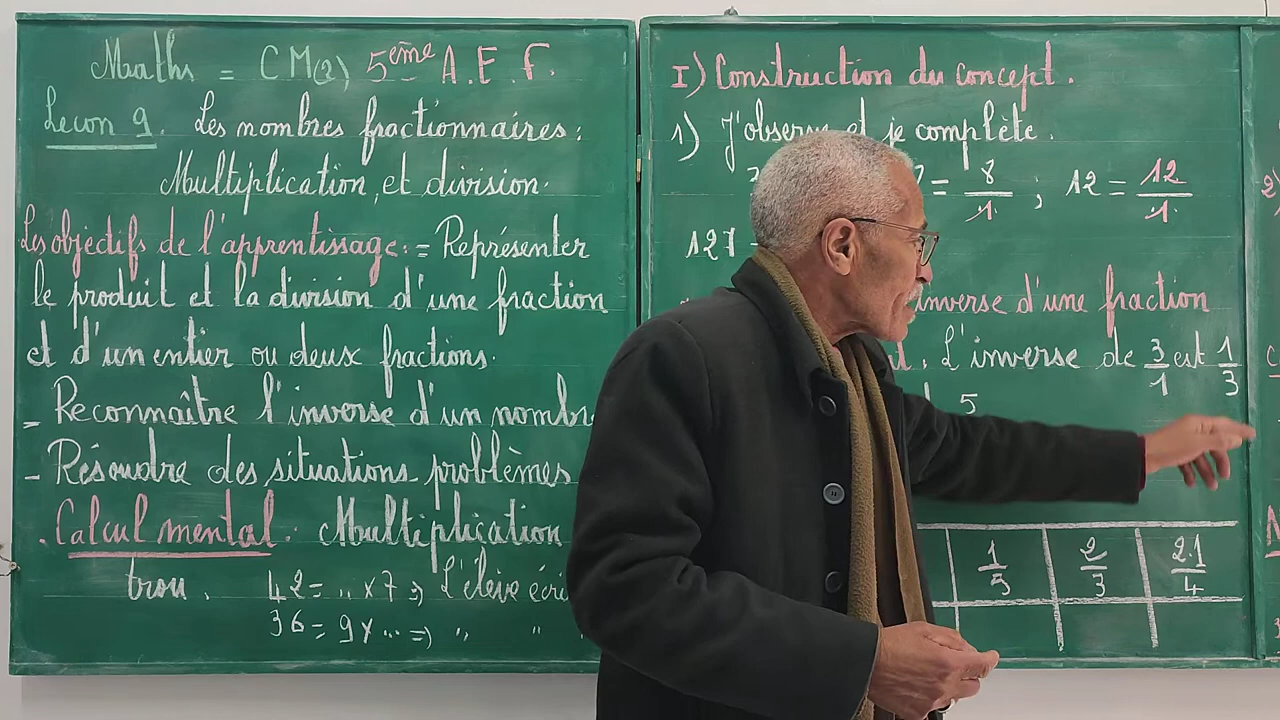 Maths = CM(2) 5ème A.E.F.
Lecon 9. Les nombres fractionnaires:
Multiplication, et division.
Les objectifs de l'apprentissage: = Représenter
le produit et la division d'une fraction
et d'un entier ou deux fractions.
- Reconnaître l'inverse d'un nombre
- Résoudre des situations problèmes
. Calcul mental. Multiplication
trou. 42 = .. x 7 => L'élève écri
36 = 9 x ... => " "
I) Construction du concept.
1) J'observe et je complète.
= 8/1 ; 12 = 12/1
127
inverse d'une fraction
L'inverse de 3/1 est 1/3
5
1/5 2/3 2.1/4